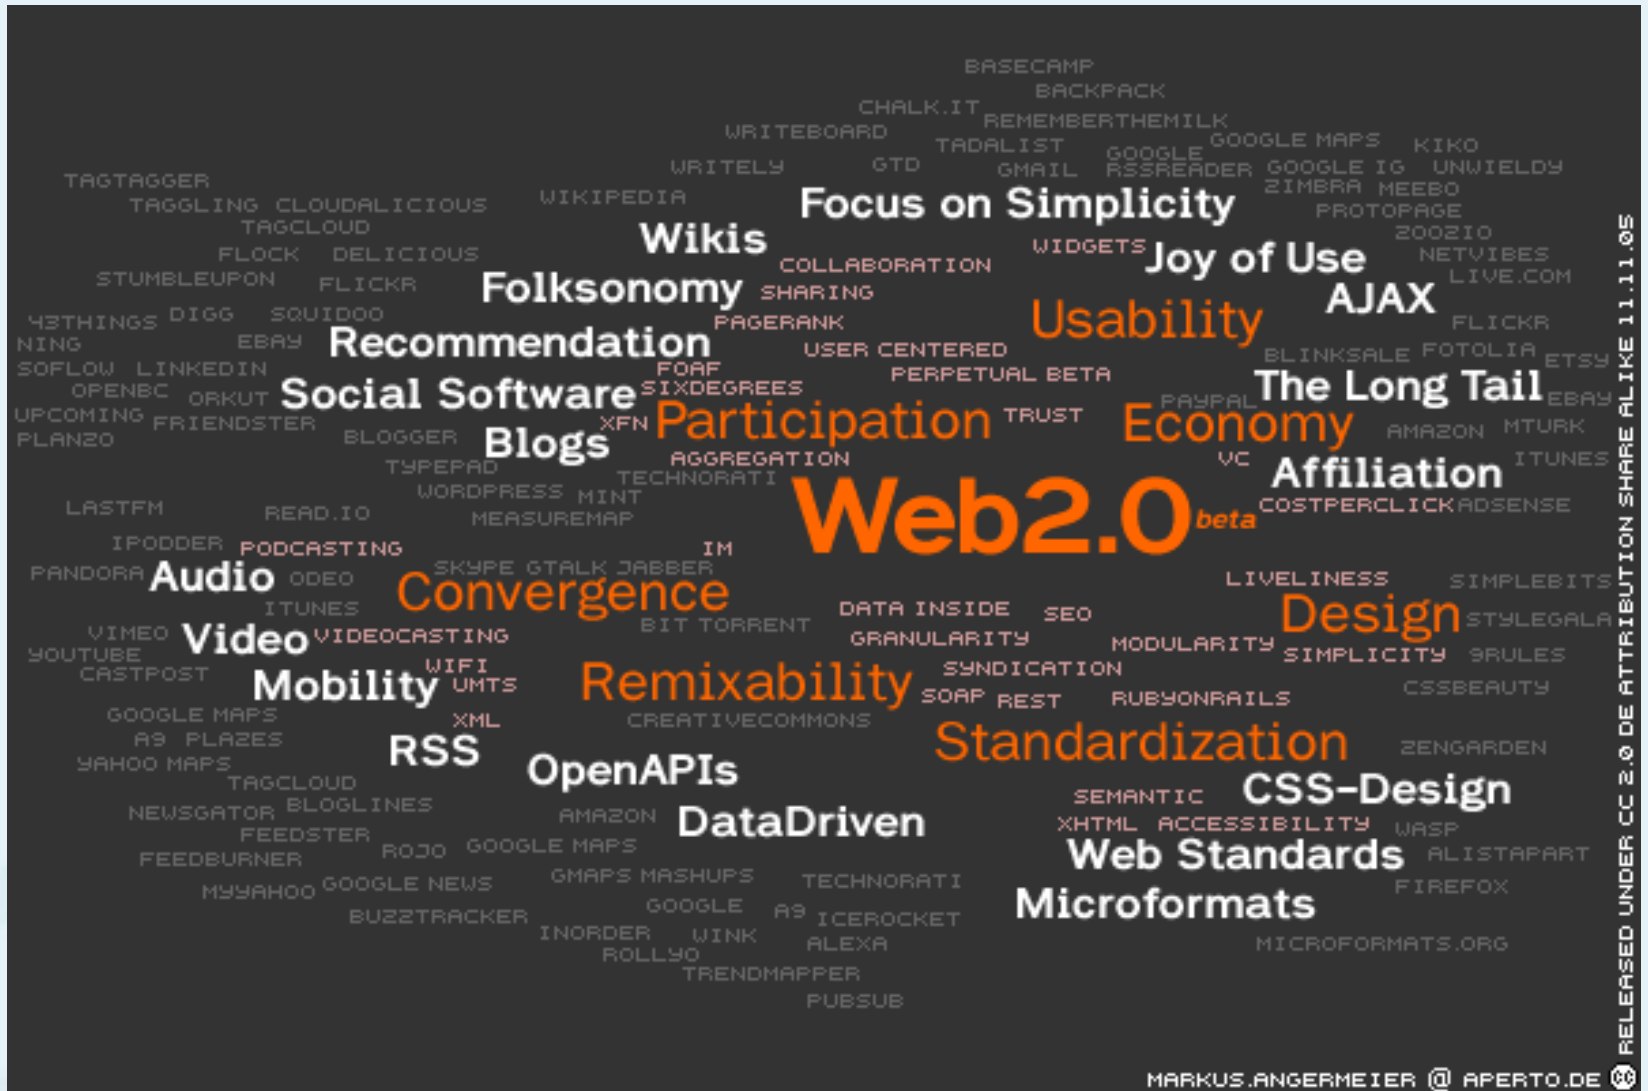 BASECAMP
BACKPACK
CHALK.IT
REMEMBERTHEMILK
WRITEBOARD
GOOGLE MAPS
TADALIST
KIKO
GOOGLE
RSSREADER
WRITELY
GTD
GMAIL
GOOGLE IG
UNWIELDY
TAGTAGGER
ZIMBRA MEEBO
WIKIPEDIA
Focus on Simplicity
TAGGLING CLOUDALICIOUS
PROTOPAGE
TAGCLOUD
ZOOZIO
Wikis
WIDGETS
Joy of Use
FLOCK DELICIOUS
NETVIBES
COLLABORATION
LIVE.COM
STUMBLEUPON
FLICKR
Folksonomy
SHARING
AJAX
43THINGS
DIGG
SQUIDOO
PAGERANK
Usability
FLICKR
NING
EBAY
Recommendation
USER CENTERED
BLINKSALE
FOTOLIA
ETSY
SOFLOW LINKEDIN
FOAF
PERPETUAL BETA
OPENBC
ORKUT
Social Software
SIXDEGREES
The Long Tail
PAYPAL
EBAY
UPCOMING
FRIENDSTER
XFN
Participation
TRUST
Economy
AMAZON
MTURK
PLANZO
BLOGGER
Blogs
AGGREGATION
VC
Affiliation
ITUNES
TYPEPAD
TECHNORATI
WORDPRESS
MINT
COSTPERCLICK
ADSENSE
LASTFM
READ.IO
MEASUREMAP
Web2.0
beta
IPODDER
PODCASTING
IM
PANDORA
Audio
ODEO
SKYPE GTALK JABBER
LIVELINESS
SIMPLEBITS
Convergence
ITUNES
DATA INSIDE
SEO
Design
STYLEGALA
BIT TORRENT
VIMEO
Video
VIDEOCASTING
GRANULARITY
MODULARITY
YOUTUBE
SIMPLICITY
9RULES
CASTPOST
WIFI
SYNDICATION
Mobility
UMTS
Remixability
SOAP
REST
RUBYONRAILS
CSSBEAUTY
GOOGLE MAPS
XML
CREATIVECOMMONS
A9 PLAZES
RSS
Standardization
ZENGARDEN
YAHOO MAPS
OpenAPIs
TAGCLOUD
CSS-Design
SEMANTIC
NEWSGATOR
BLOGLINES
AMAZON
DataDriven
XHTML ACCESSIBILITY
WASP
FEEDSTER
ROJO
GOOGLE MAPS
Web Standards
ALISTAPART
FEEDBURNER
GMAPS MASHUPS
TECHNORATI
MYYAHOO
GOOGLE NEWS
FIREFOX
GOOGLE
A9
Microformats
BUZZTRACKER
ICEROCKET
INORDER
WINK
ALEXA
MICROFORMATS.ORG
ROLLYO
TRENDMAPPER
PUBSUB
MARKUS.ANGERMEIER @ APERTO.DE
cc RELEASED UNDER CC 2.0 DE ATTRIBUTION SHARE ALIKE 11.11.05